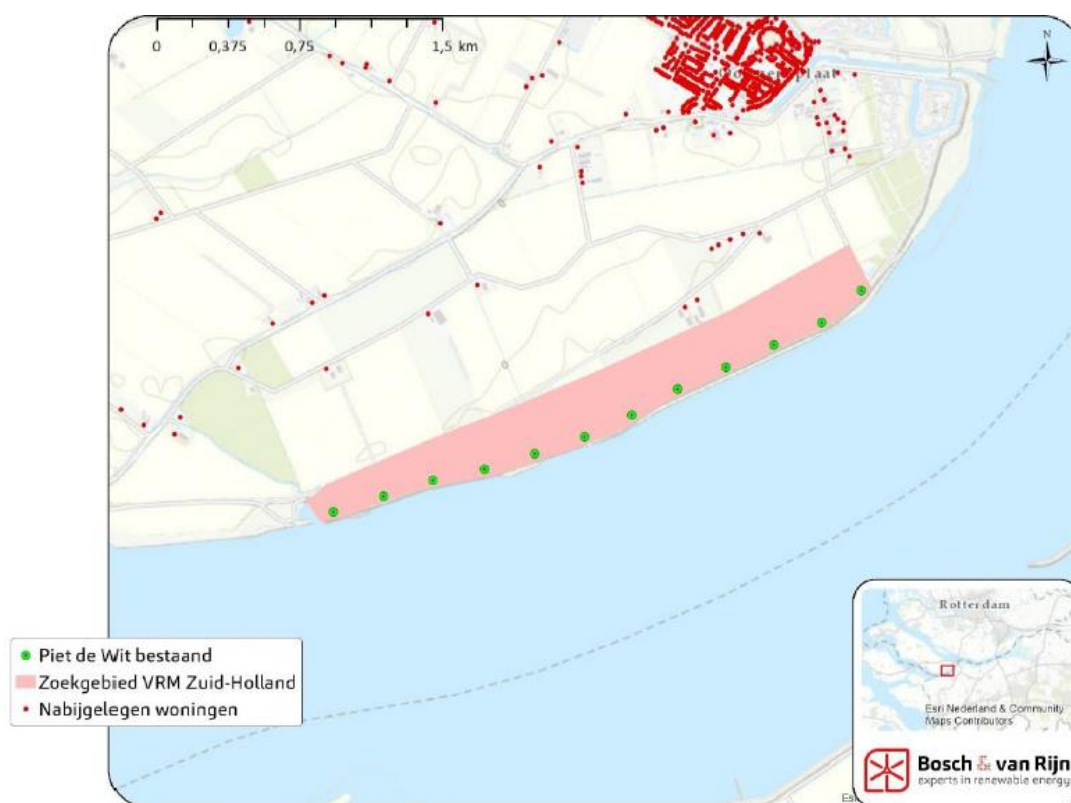 0 0,375 0,75 1,5 km
N
Piet de Wit bestaand
Zoekgebied VRM Zuid-Holland
Nabijgelegen woningen
Rotterdam
Esri Nederland & Community
Maps Contributors
Bosch & van Rijn
experts in renewable energy